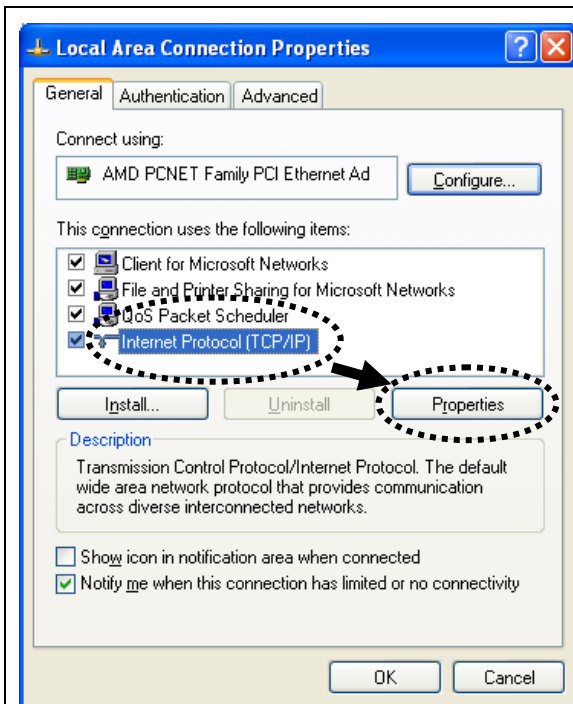 Local Area Connection Properties
General Authentication Advanced
Connect using:
AMD PCNET Family PCI Ethernet Ad Configure...
This connection uses the following items:
Client for Microsoft Networks
File and Printer Sharing for Microsoft Networks
QoS Packet Scheduler
Internet Protocol (TCP/IP)
Install... Uninstall Properties
Description
Transmission Control Protocol/Internet Protocol. The default
wide area network protocol that provides communication
across diverse interconnected networks.
Show icon in notification area when connected
Notify me when this connection has limited or no connectivity
OK Cancel